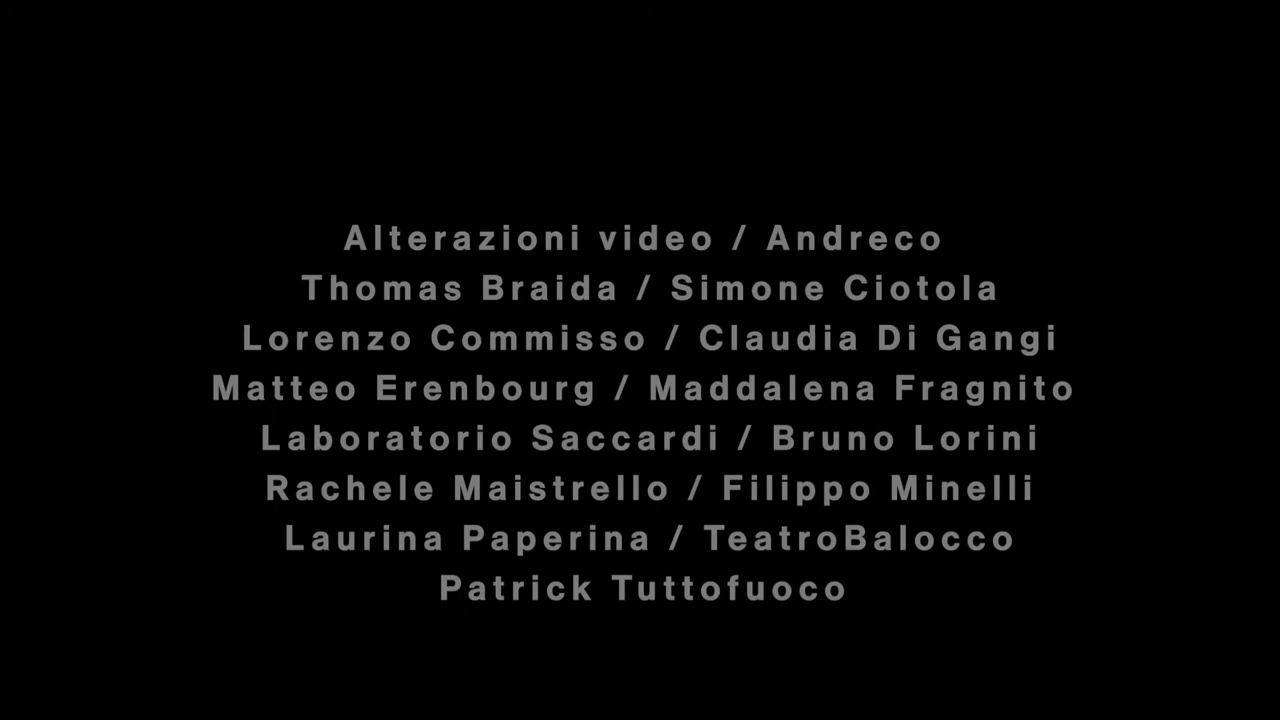 Alterazioni video / Andreco
Thomas Braida / Simone Ciotola
Lorenzo Commisso / Claudia Di Gangi
Matteo Erenbourg / Maddalena Fragnito
Laboratorio Saccardi / Bruno Lorini
Rachele Maistrello / Filippo Minelli
Laurina Paperina / TeatroBalocco
Patrick Tuttofuoco